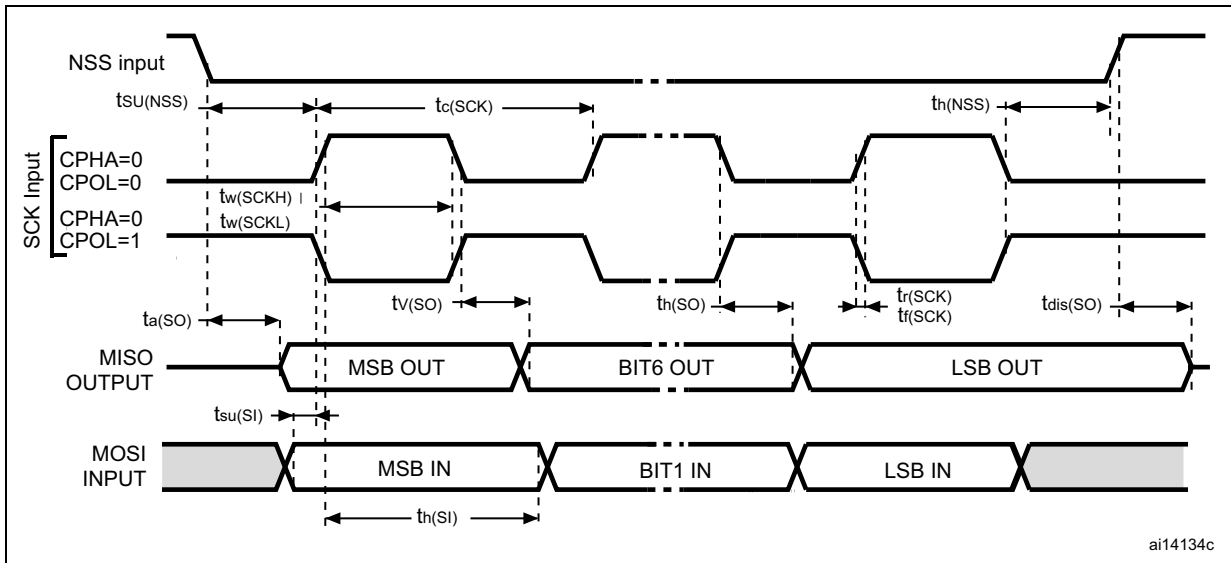 NSS input
tSU(NSS)
tc(SCK)
th(NSS)
SCK Input
CPHA=0
CPOL=0
tw(SCKH)
CPHA=0
tw(SCKL)
CPOL=1
ta(SO)
tV(SO)
th(SO)
tr(SCK)
tf(SCK)
tdis(SO)
MISO
OUTPUT
MSB OUT
BIT6 OUT
LSB OUT
tsu(SI)
MOSI
INPUT
MSB IN
BIT1 IN
LSB IN
th(SI)
ai14134c